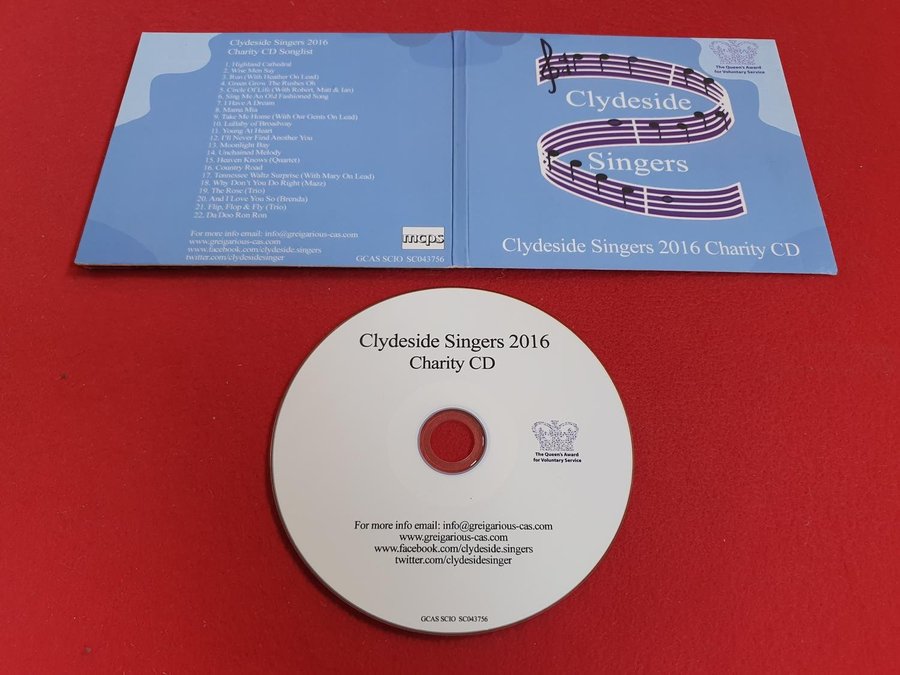 Clydeside Singers 2016
Charity CD Songlist
1. Highland Cathedral
2. Wise Men Say
3. Run (With Heather On Lead)
4. Green Grow The Rushes Oh
5. Circle Of Life (With Robert, Matt & Ian)
6. Sing Me An Old Fashioned Song
7. I Have A Dream
8. Mama Mia
9. Take Me Home (With Our Gents On Lead)
10. Lullaby of Broadway
11. Young At Heart
12. I'll Never Find Another You
13. Moonlight Bay
14. Unchained Melody
15. Heaven Knows (Quartet)
16. Country Road
17. Tennessee Waltz Surprise (With Mary On Lead)
18. Why Don't You Do Right (Mazz)
19. The Rose (Trio)
20. And I Love You So (Brenda)
21. Flip, Flop & Fly (Trio)
22. Da Doo Ron Ron
For more info email: info@greigarious-cas.com
www.greigarious-cas.com
www.facebook.com/clydeside.singers
twitter.com/clydesidesinger
mcps
GCAS SCIO SC043756
The Queen's Award
for Voluntary Service
Clydeside
Singers
Clydeside Singers 2016 Charity CD
Clydeside Singers 2016
Charity CD
The Queen's Award
for Voluntary Service
For more info email: info@greigarious-cas.com
www.greigarious-cas.com
www.facebook.com/clydeside.singers
twitter.com/clydesidesinger
GCAS SCIO SC043756